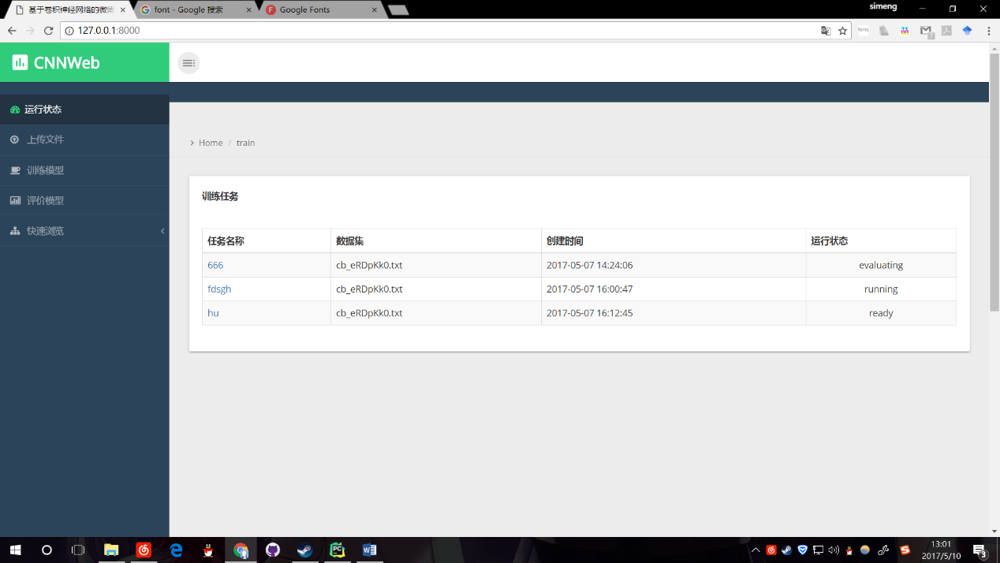 基于卷积神经网络的微博
font - Google 搜索
Google Fonts
simeng
127.0.0.1:8000
CNNWeb
运行状态
上传文件
训练模型
评价模型
快速浏览
Home / train
训练任务
任务名称 数据集 创建时间 运行状态
666 cb_eRDpKk0.txt 2017-05-07 14:24:06 evaluating
fdsgh cb_eRDpKk0.txt 2017-05-07 16:00:47 running
hu cb_eRDpKk0.txt 2017-05-07 16:12:45 ready
13:01
2017/5/10
3